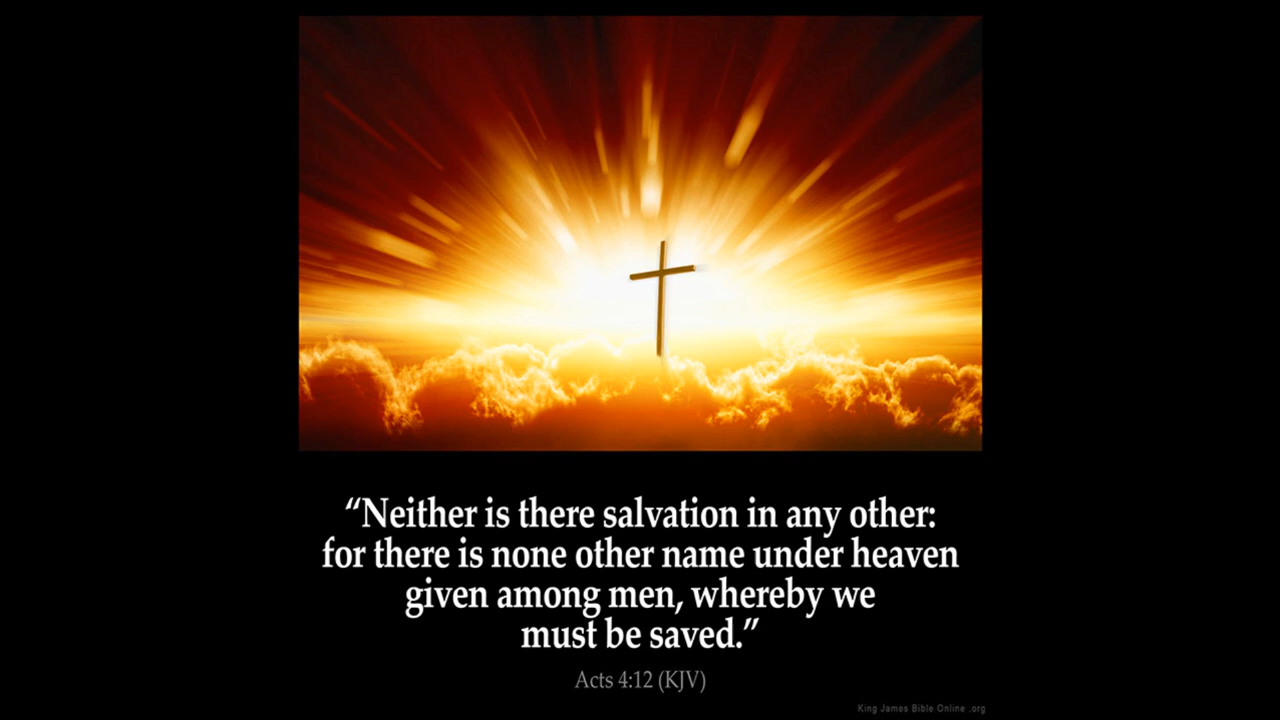 “Neither is there salvation in any other:
for there is none other name under heaven
given among men, whereby we
must be saved.”
Acts 4:12 (KJV)
King James Bible Online .org